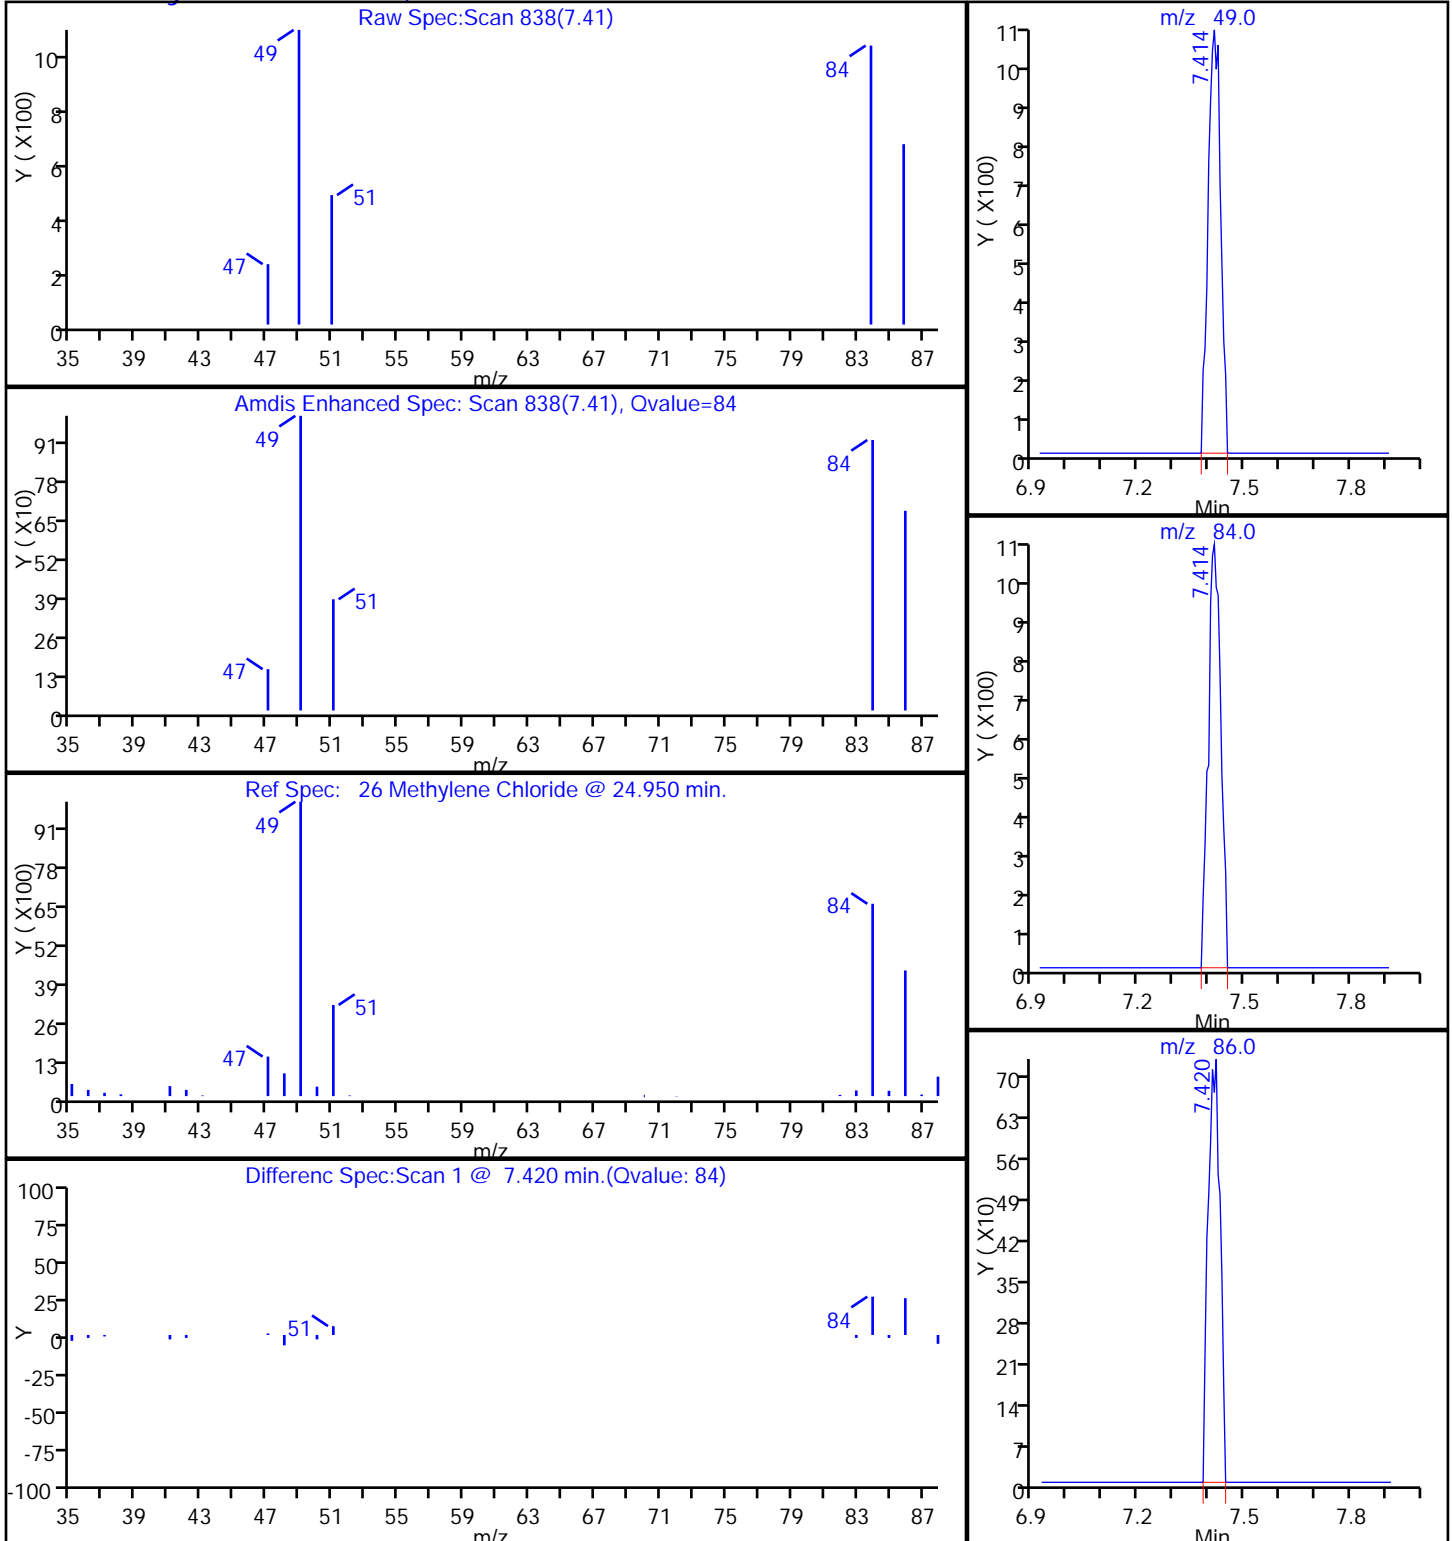 Raw Spec:Scan 838(7.41)
Y ( X100)
10
8
6
4
2
0
49
84
51
47
35 39 43 47 51 55 59 63 67 71 75 79 83 87
m/z
Amdis Enhanced Spec: Scan 838(7.41), Qvalue=84
Y ( X10)
91
78
65
52
39
26
13
0
49
84
51
47
35 39 43 47 51 55 59 63 67 71 75 79 83 87
m/z
Ref Spec: 26 Methylene Chloride @ 24.950 min.
Y ( X100)
91
78
65
52
39
26
13
0
49
84
51
47
35 39 43 47 51 55 59 63 67 71 75 79 83 87
m/z
Differenc Spec:Scan 1 @ 7.420 min.(Qvalue: 84)
Y
100
75
50
25
0
-25
-50
-75
-100
51
84
35 39 43 47 51 55 59 63 67 71 75 79 83 87
m/z
m/z 49.0
Y ( X100)
11
10
9
8
7
6
5
4
3
2
1
0
7.414
6.9 7.2 7.5 7.8
Min
m/z 84.0
Y ( X100)
11
10
9
8
7
6
5
4
3
2
1
0
7.414
6.9 7.2 7.5 7.8
Min
m/z 86.0
Y ( X10)
70
63
56
49
42
35
28
21
14
7
0
7.420
6.9 7.2 7.5 7.8
Min